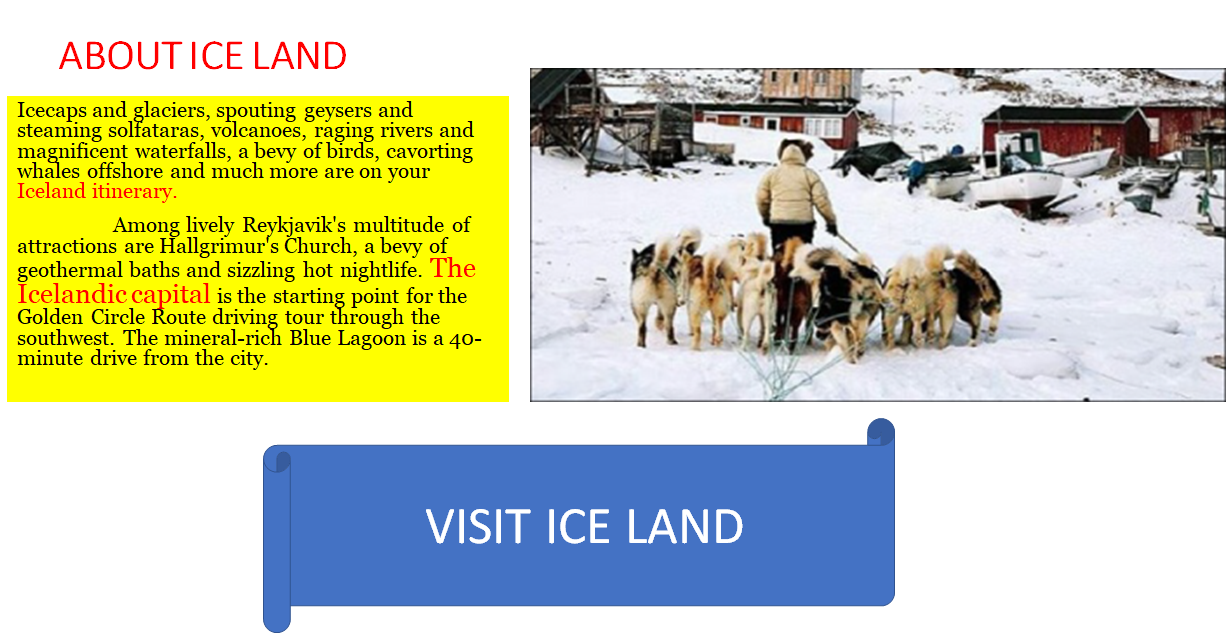 ABOUT ICE LAND
Icecaps and glaciers, spouting geysers and
steaming solfataras, volcanoes, raging rivers and
magnificent waterfalls, a bevy of birds, cavorting
whales offshore and much more are on your
Iceland itinerary.
Among lively Reykjavik's multitude of
attractions are Hallgrimur's Church, a bevy of
geothermal baths and sizzling hot nightlife. The
Icelandic capital is the starting point for the
Golden Circle Route driving tour through the
southwest. The mineral-rich Blue Lagoon is a 40-
minute drive from the city.
VISIT ICE LAND